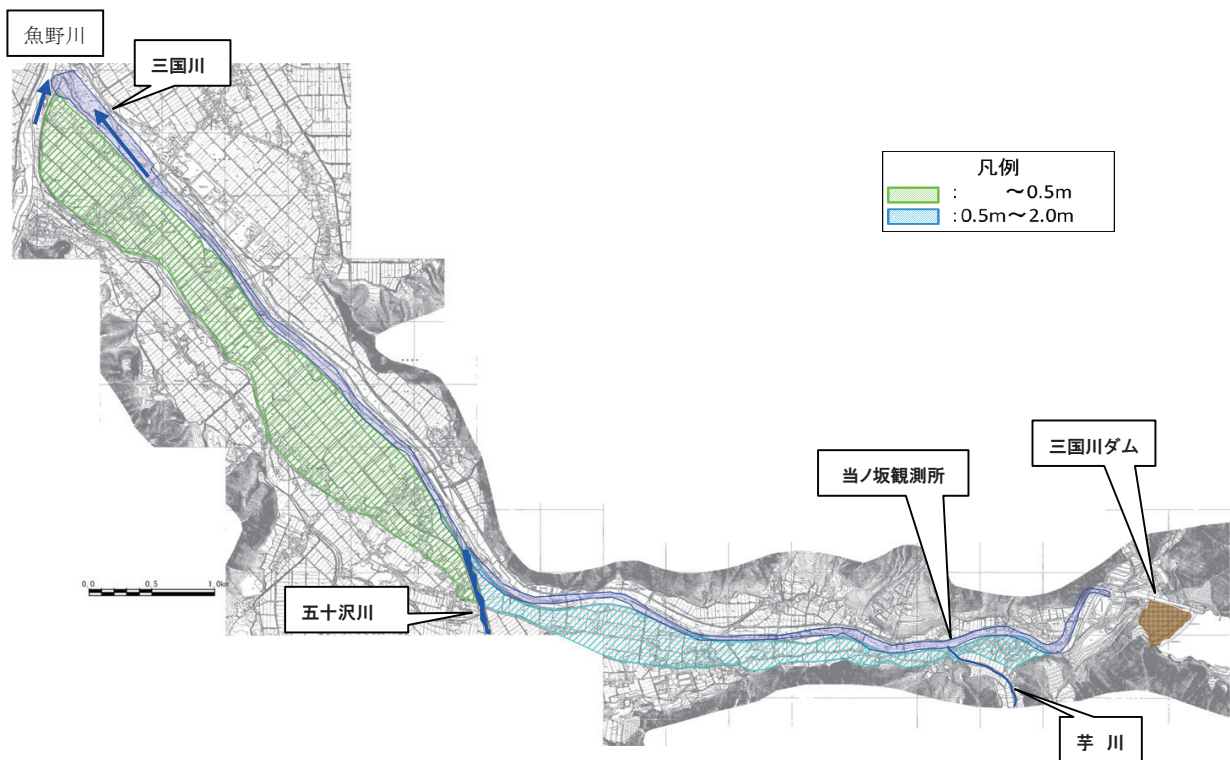 魚野川
三国川
凡例
: ～0.5m
:0.5m～2.0m
三国川ダム
当ノ坂観測所
0.0 0.5 1.0km
五十沢川
芋 川